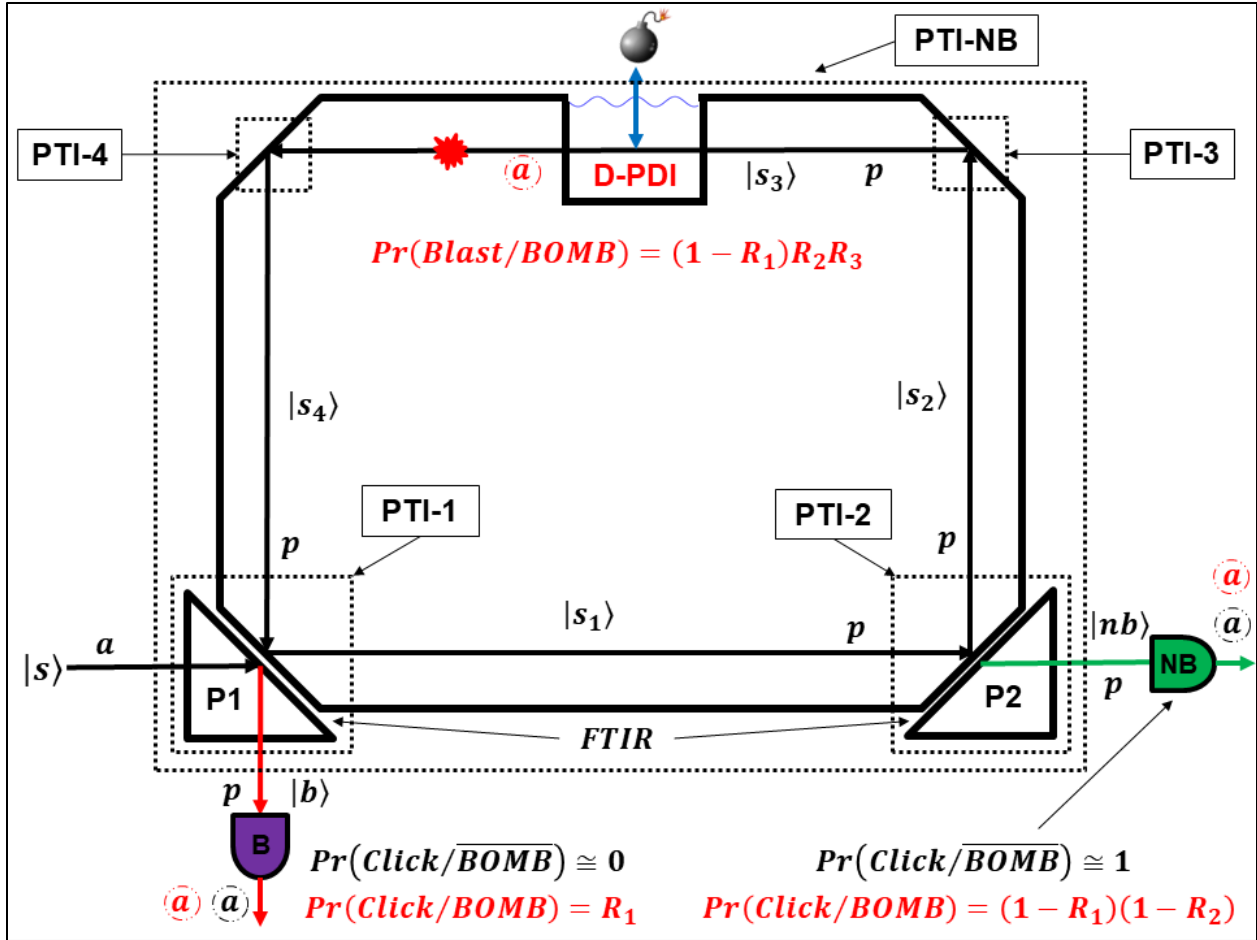 PTI-NB
PTI-4
PTI-3
a
D-PDI
|s₃⟩
p
Pr(Blast/BOMB) = (1 − R₁)R₂R₃
|s₄⟩
|s₂⟩
PTI-1
PTI-2
p
p
a
|s₁⟩
p
|nb⟩
a
|s⟩
a
P1
P2
NB
p
FTIR
p
|b⟩
B
Pr(Click/B̅O̅M̅B̅) ≅ 0
Pr(Click/B̅O̅M̅B̅) ≅ 1
a
a
Pr(Click/BOMB) = R₁
Pr(Click/BOMB) = (1 − R₁)(1 − R₂)